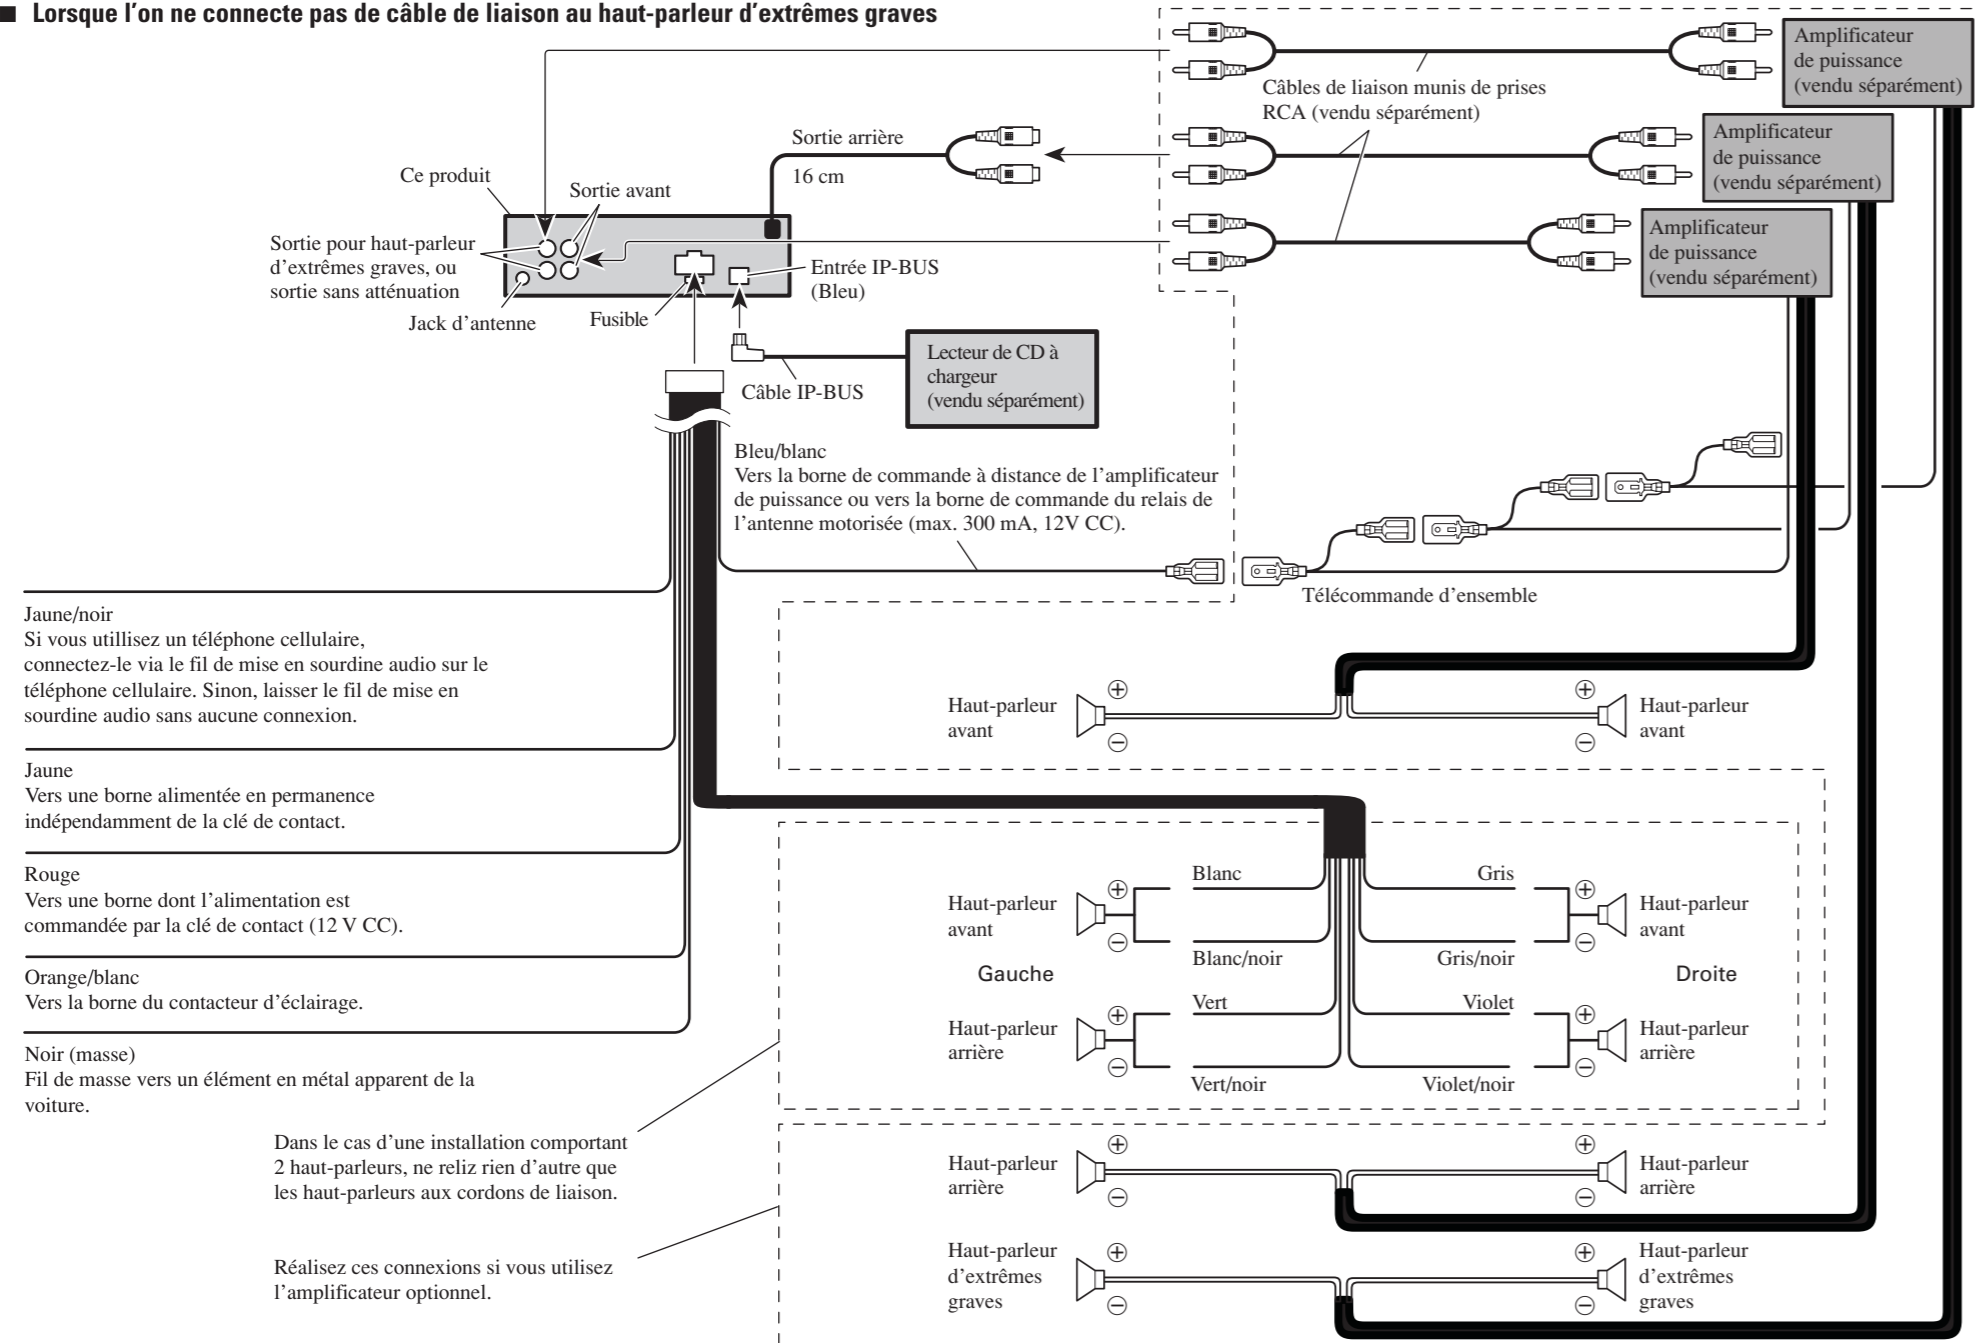 ■ Lorsque l'on ne connecte pas de câble de liaison au haut-parleur d'extrêmes graves
Amplificateur
de puissance
(vendu séparément)
Câbles de liaison munis de prises
RCA (vendu séparément)
Amplificateur
de puissance
(vendu séparément)
Sortie arrière
16 cm
Ce produit
Sortie avant
Amplificateur
de puissance
(vendu séparément)
Sortie pour haut-parleur
d'extrêmes graves, ou
sortie sans atténuation
Entrée IP-BUS
(Bleu)
Jack d'antenne
Fusible
Lecteur de CD à
chargeur
(vendu séparément)
Câble IP-BUS
Bleu/blanc
Vers la borne de commande à distance de l'amplificateur
de puissance ou vers la borne de commande du relais de
l'antenne motorisée (max. 300 mA, 12V CC).
Télécommande d'ensemble
Jaune/noir
Si vous utilisez un téléphone cellulaire,
connectez-le via le fil de mise en sourdine audio sur le
téléphone cellulaire. Sinon, laisser le fil de mise en
sourdine audio sans aucune connexion.
Jaune
Vers une borne alimentée en permanence
indépendamment de la clé de contact.
Rouge
Vers une borne dont l'alimentation est
commandée par la clé de contact (12 V CC).
Orange/blanc
Vers la borne du contacteur d'éclairage.
Noir (masse)
Fil de masse vers un élément en métal apparent de la
voiture.
Haut-parleur
avant
⊕
⊖
⊕
⊖
Haut-parleur
avant
Haut-parleur
avant
⊕
⊖
Blanc
Blanc/noir
Gris
Gris/noir
⊕
⊖
Haut-parleur
avant
Gauche
Droite
Haut-parleur
arrière
⊕
⊖
Vert
Vert/noir
Violet
Violet/noir
⊕
⊖
Haut-parleur
arrière
Dans le cas d'une installation comportant
2 haut-parleurs, ne reliz rien d'autre que
les haut-parleurs aux cordons de liaison.
Haut-parleur
arrière
⊕
⊖
⊕
⊖
Haut-parleur
arrière
Réalisez ces connexions si vous utilisez
l'amplificateur optionnel.
Haut-parleur
d'extrêmes
graves
⊕
⊖
⊕
⊖
Haut-parleur
d'extrêmes
graves